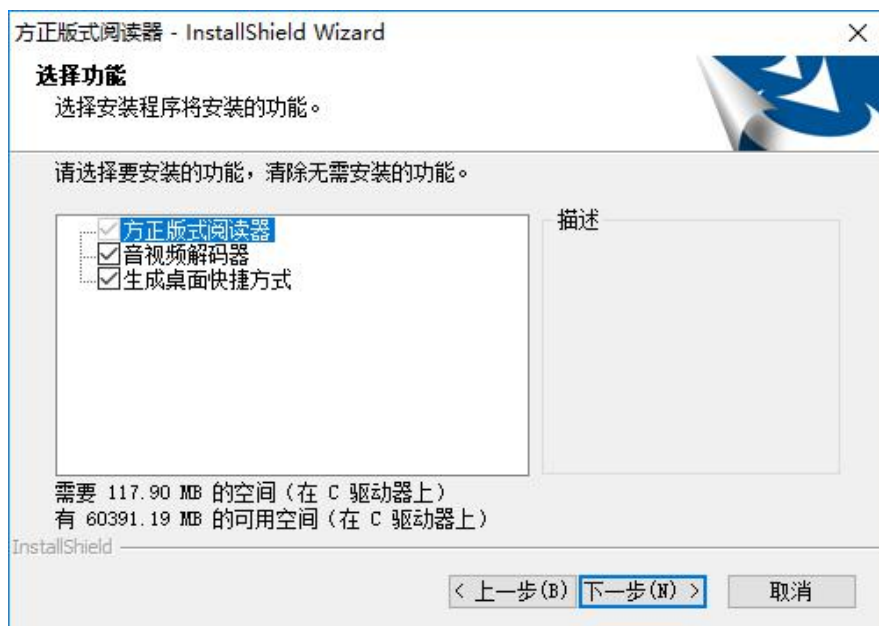 方正版式阅读器 - InstallShield Wizard
选择功能
选择安装程序将安装的功能。
请选择要安装的功能，清除无需安装的功能。
方正版式阅读器
音视频解码器
生成桌面快捷方式
描述
需要 117.90 MB 的空间(在 C 驱动器上)
有 60391.19 MB 的可用空间(在 C 驱动器上)
InstallShield
< 上一步(B) 下一步(N) > 取消